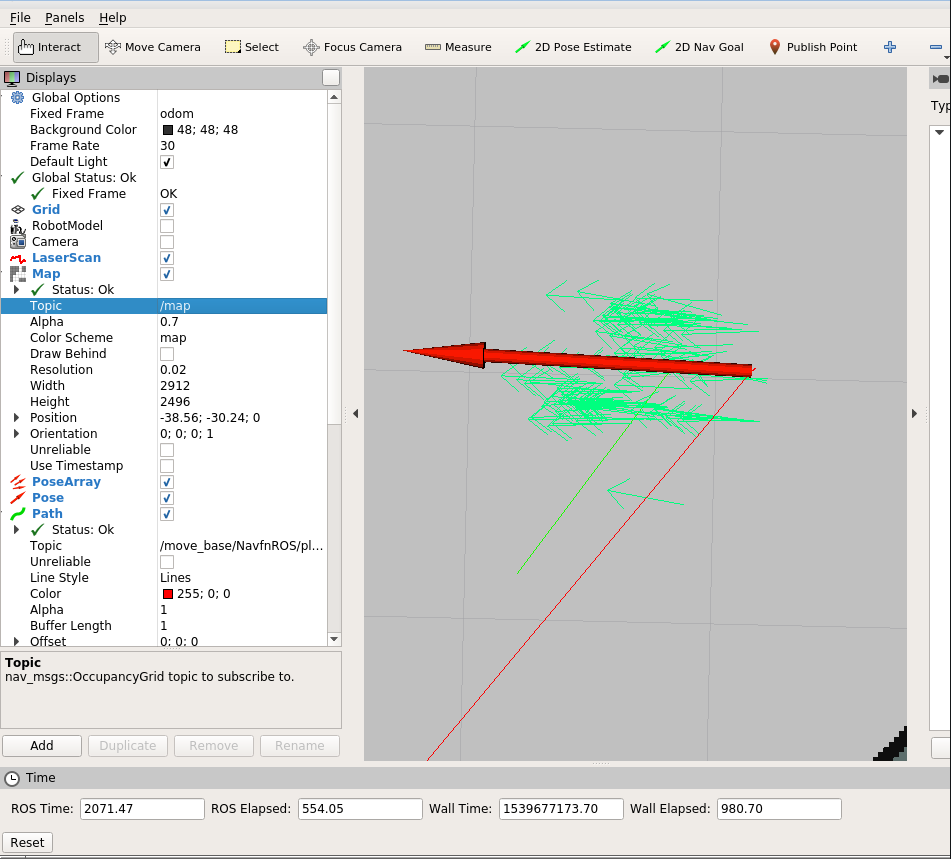 File Panels Help
Interact Move Camera Select Focus Camera Measure 2D Pose Estimate 2D Nav Goal Publish Point
Displays
Global Options
Fixed Frame odom
Background Color 48; 48; 48
Frame Rate 30
Default Light
Global Status: Ok
Fixed Frame OK
Grid
RobotModel
Camera
LaserScan
Map
Status: Ok
Topic /map
Alpha 0.7
Color Scheme map
Draw Behind
Resolution 0.02
Width 2912
Height 2496
Position -38.56; -30.24; 0
Orientation 0; 0; 0; 1
Unreliable
Use Timestamp
PoseArray
Pose
Path
Status: Ok
Topic /move_base/NavfnROS/pl...
Unreliable
Line Style Lines
Color 255; 0; 0
Alpha 1
Buffer Length 1
Offset 0; 0; 0
Topic
nav_msgs::OccupancyGrid topic to subscribe to.
Add Duplicate Remove Rename
Typ
Time
ROS Time: 2071.47 ROS Elapsed: 554.05 Wall Time: 1539677173.70 Wall Elapsed: 980.70
Reset